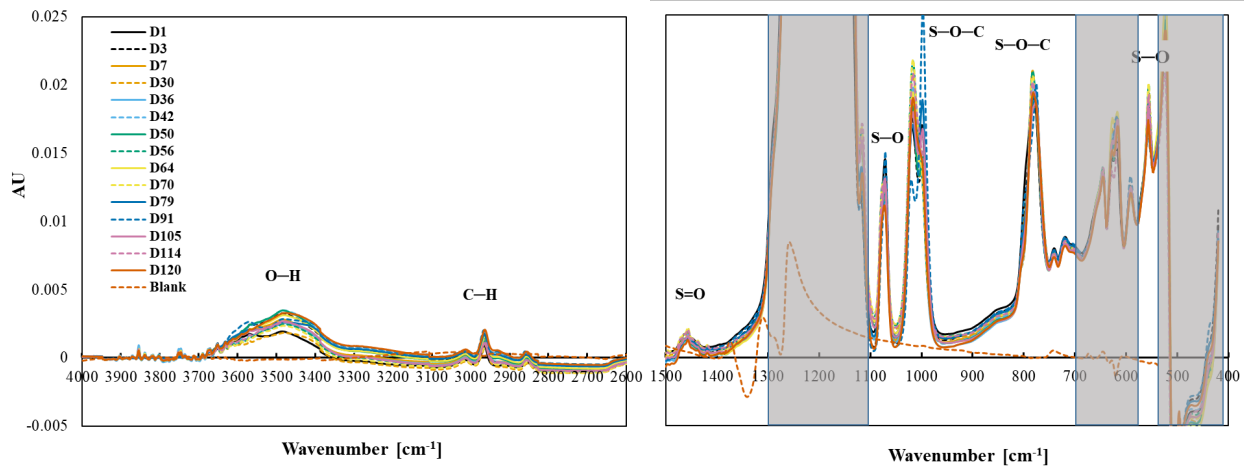 0.025
0.02
0.015
0.01
0.005
0
-0.005
AU
D1
D3
D7
D30
D36
D42
D50
D56
D64
D70
D79
D91
D105
D114
D120
Blank
O—H
C—H
4000 3900 3800 3700 3600 3500 3400 3300 3200 3100 3000 2900 2800 2700 2600
Wavenumber [cm-1]
S—O—C
S—O—C
S—O
S—O
S=O
1500 1400 1300 1200 1100 1000 900 800 700 600 500 400
Wavenumber [cm-1]